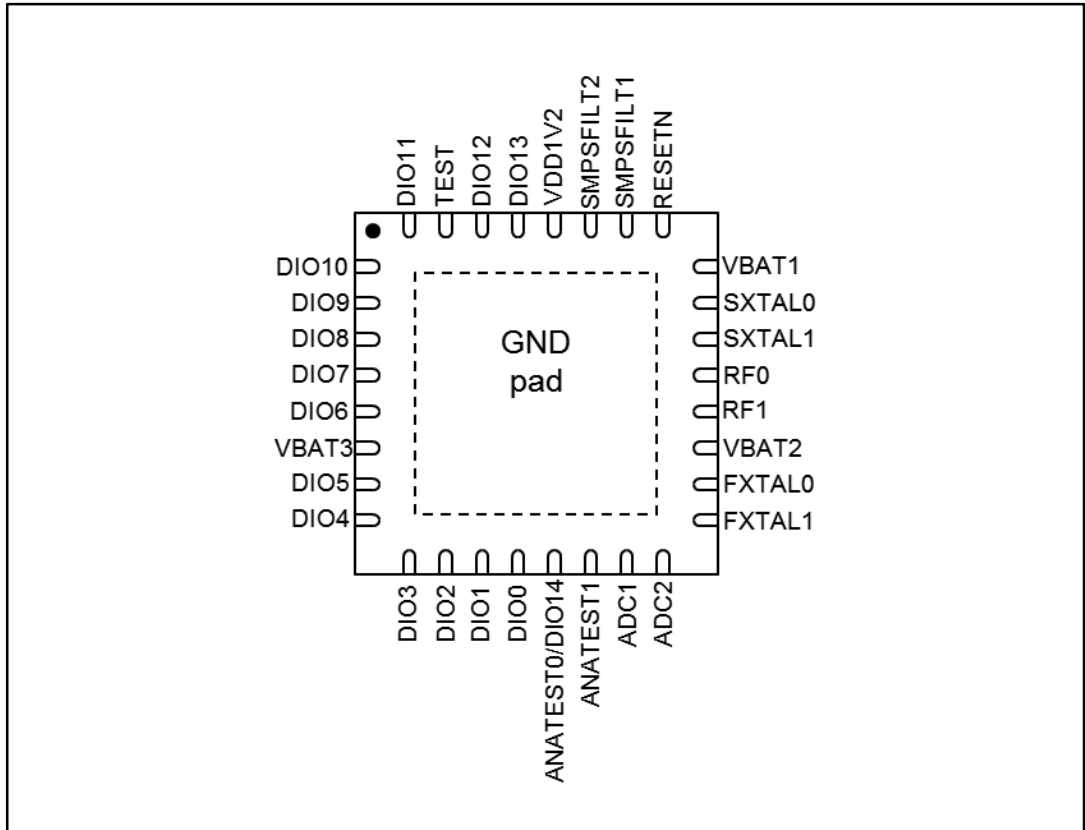 DIO11
TEST
DIO12
DIO13
VDD1V2
SMPSFILT2
SMPSFILT1
RESETN
DIO10
DIO9
DIO8
DIO7
DIO6
VBAT3
DIO5
DIO4
GND
pad
VBAT1
SXTAL0
SXTAL1
RF0
RF1
VBAT2
FXTAL0
FXTAL1
DIO3
DIO2
DIO1
DIO0
ANATEST0/DIO14
ANATEST1
ADC1
ADC2